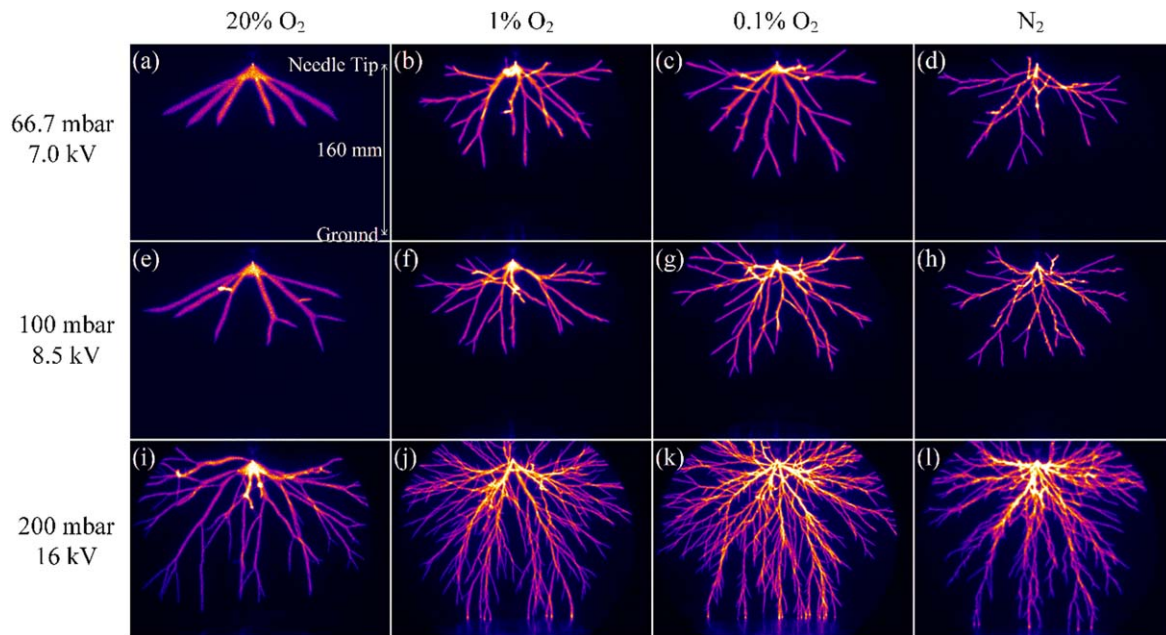 20% O₂ 1% O₂ 0.1% O₂ N₂
66.7 mbar
7.0 kV
(a) Needle Tip (b) (c) (d)
160 mm
Ground
100 mbar
8.5 kV
(e) (f) (g) (h)
200 mbar
16 kV
(i) (j) (k) (l)